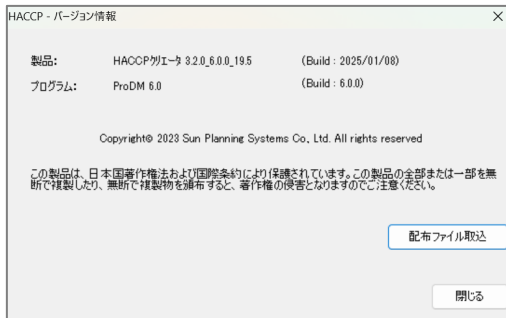 HACCP - バージョン情報
製品: HACCPクリエータ 3.2.0_6.0.0_19.5 (Build : 2025/01/08)
プログラム: ProDM 6.0 (Build : 6.0.0)
Copyright© 2023 Sun Planning Systems Co., Ltd. All rights reserved
この製品は、日本国著作権法および国際条約により保護されています。この製品の全部または一部を無
断で複製したり、無断で複製物を頒布すると、著作権の侵害となりますのでご注意ください。
配布ファイル取込
閉じる